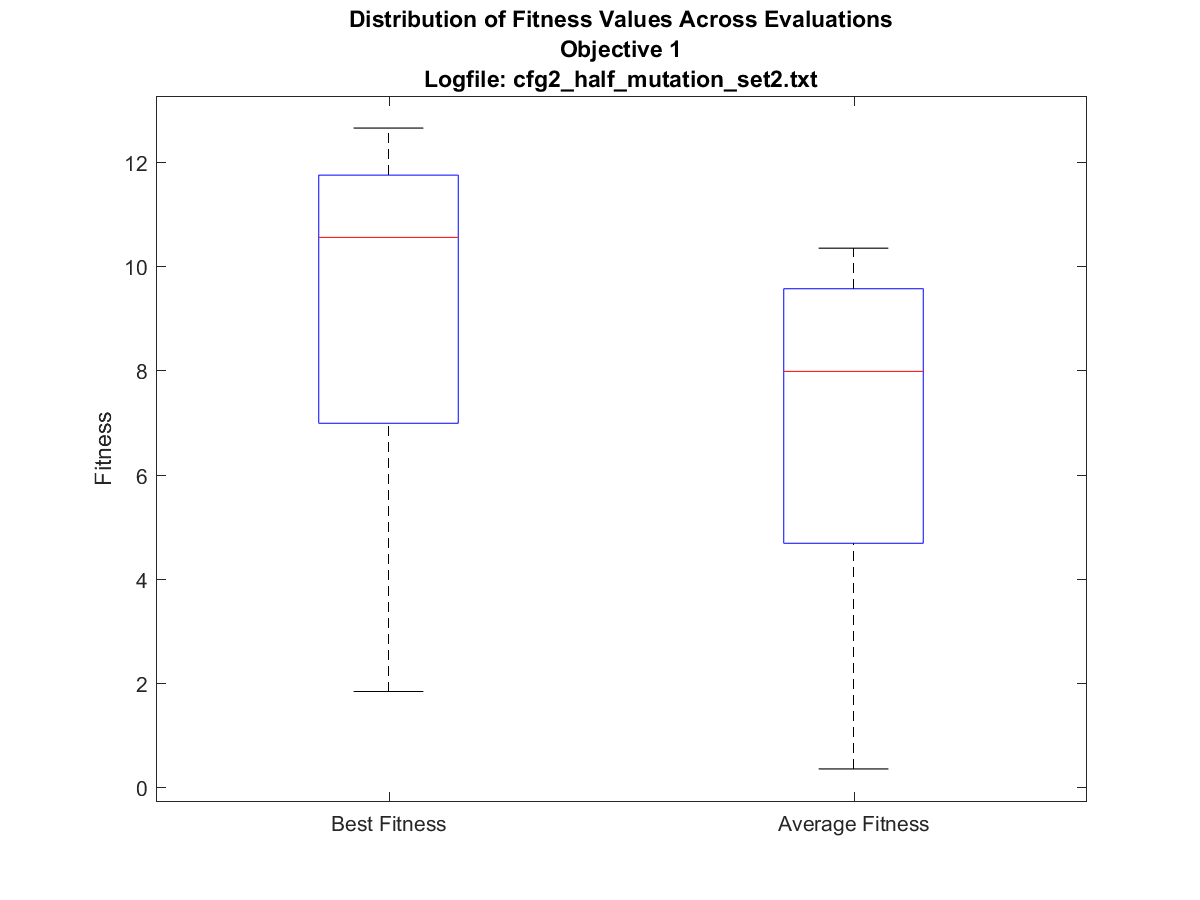 Distribution of Fitness Values Across Evaluations
Objective 1
Logfile: cfg2_half_mutation_set2.txt
12
10
8
6
4
2
0
Fitness
Best Fitness
Average Fitness